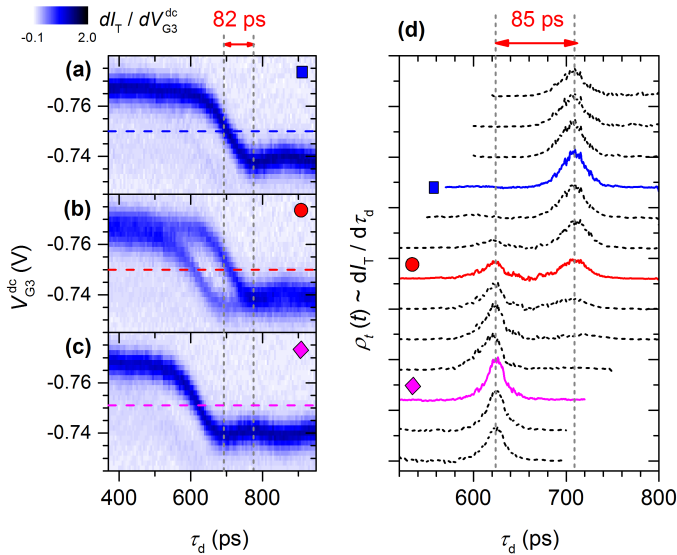 dI_T / dV_G3^dc
-0.1 2.0
82 ps
(a)
-0.76
-0.74
(b)
-0.76
-0.74
(c)
-0.76
-0.74
V_G3^dc (V)
400 600 800
τ_d (ps)
(d)
85 ps
ρ_t (t) ~ dI_T / dτ_d
600 700 800
τ_d (ps)